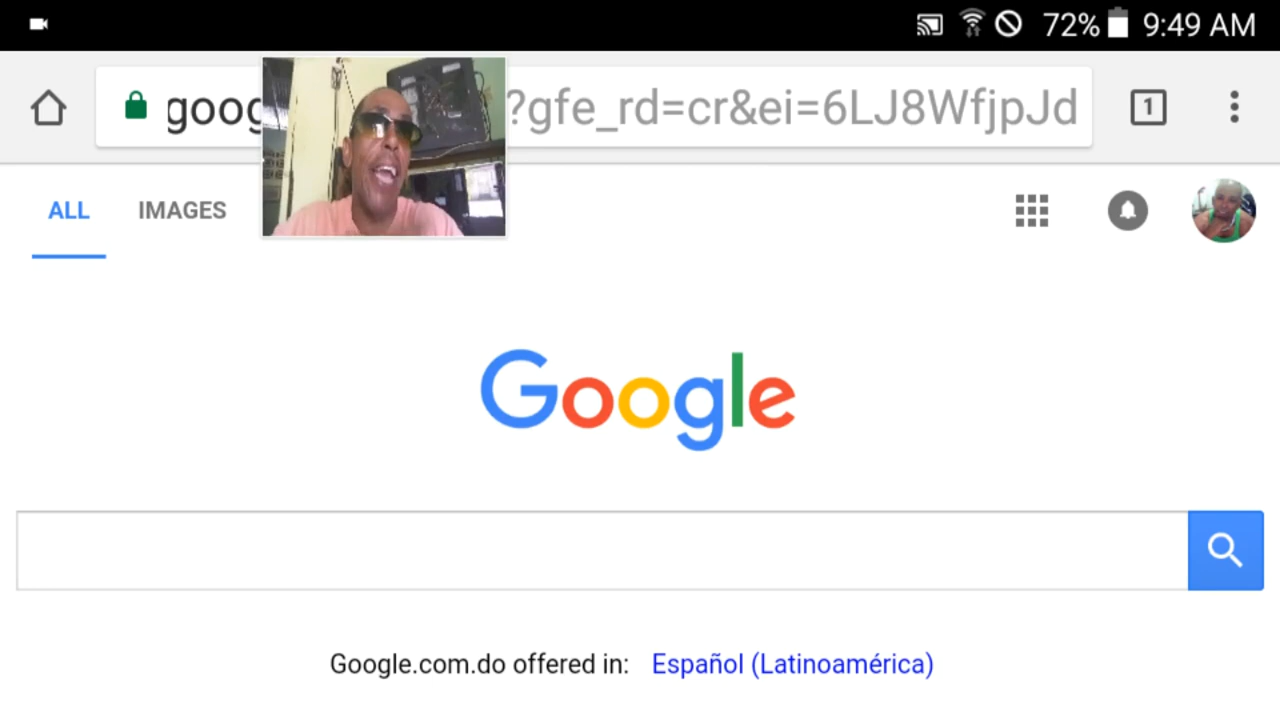 72% 9:49 AM
goog ?gfe_rd=cr&ei=6LJ8WfjpJd 1
ALL IMAGES
Google
Google.com.do offered in: Español (Latinoamérica)